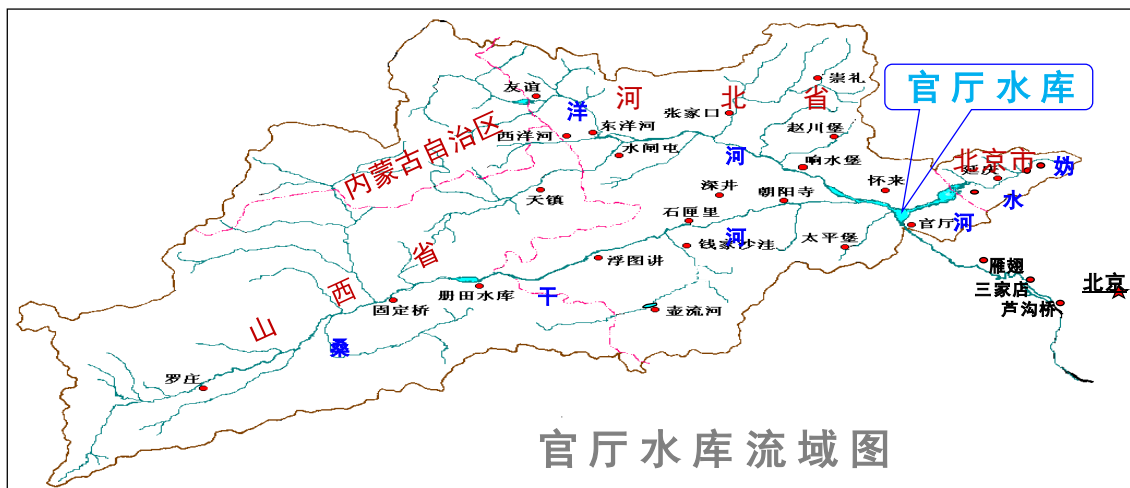 崇礼
官厅水库
友谊
洋
河
北
省
张家口
东洋河
西洋河
赵川堡
内蒙古自治区
水闸屯
河
响水堡
北京市
妫
延庆
怀来
水
深井
朝阳寺
天镇
石匣里
河
官厅
河
钱家沙洼
太平堡
省
浮图讲
雁翅
西
册田水库
干
三家店
北京
固定桥
壶流河
芦沟桥
山
桑
罗庄
官厅水库流域图